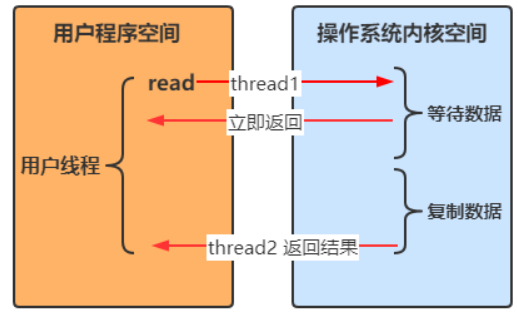 用户程序空间
操作系统内核空间
read
thread1
立即返回
等待数据
用户线程
复制数据
thread2 返回结果